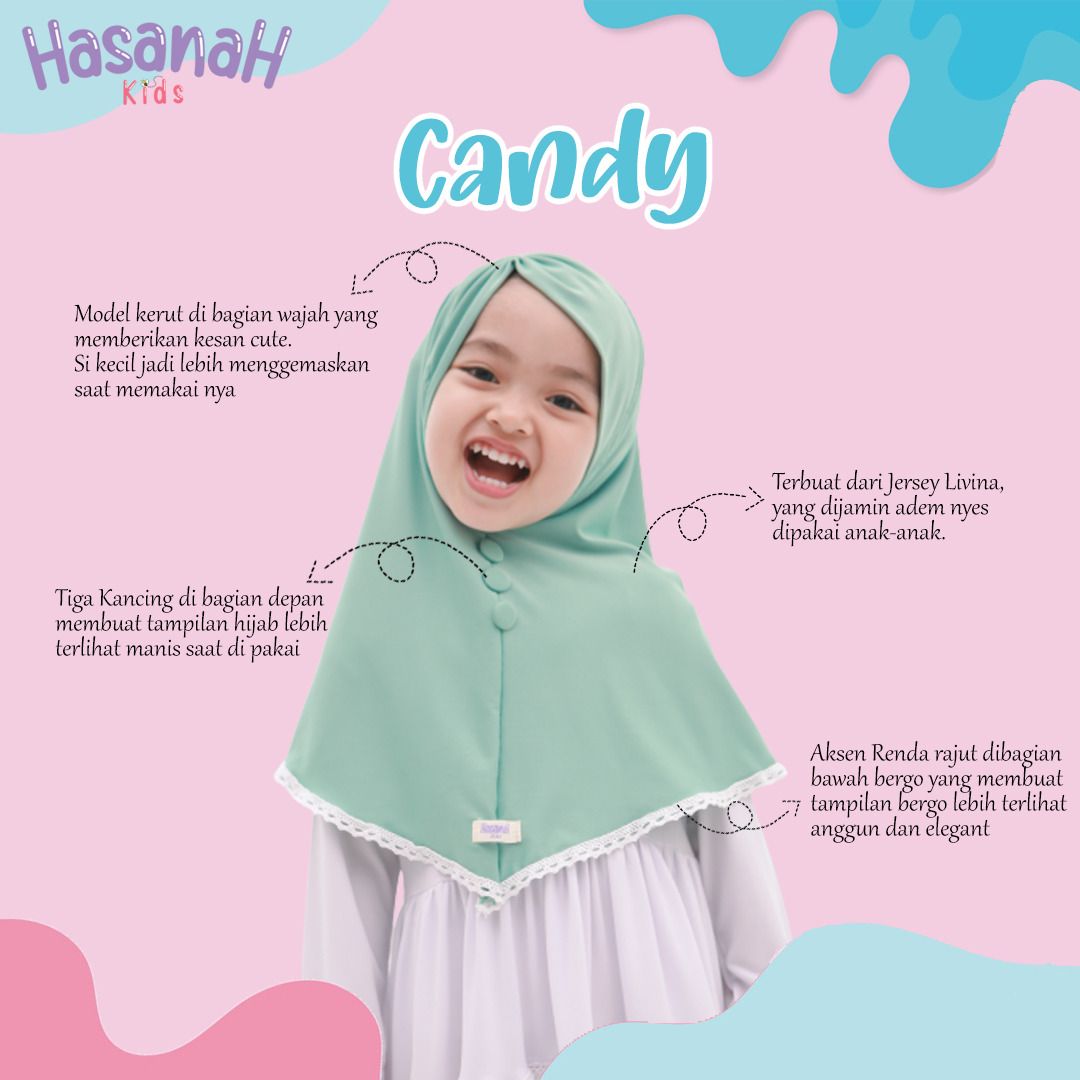 HasanaH
Kids
Candy
Model kerut di bagian wajah yang
memberikan kesan cute.
Si kecil jadi lebih menggemaskan
saat memakai nya
Terbuat dari Jersey Livina,
yang dijamin adem nyes
dipakai anak-anak.
Tiga Kancing di bagian depan
membuat tampilan hijab lebih
terlihat manis saat di pakai
Aksen Renda rajut dibagian
bawah bergo yang membuat
tampilan bergo lebih terlihat
anggun dan elegant
HasanaH
Kids